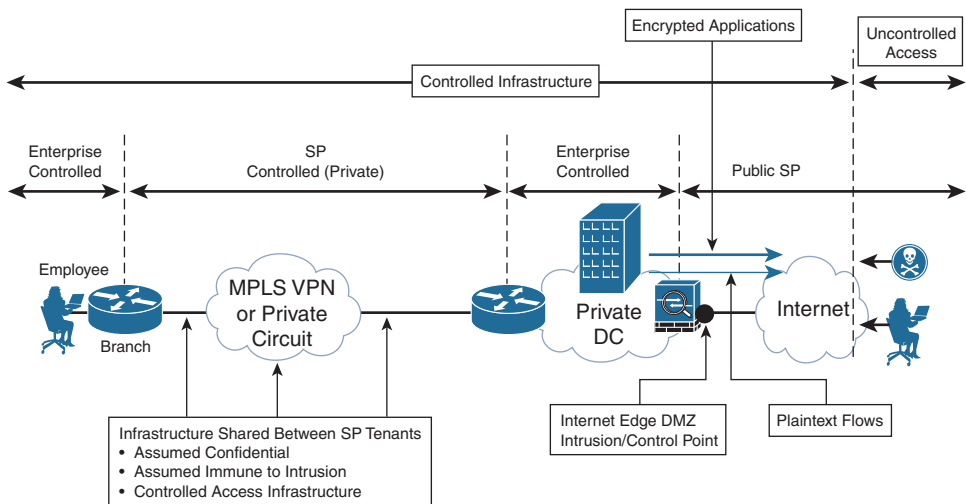 Encrypted Applications
Uncontrolled
Access
Controlled Infrastructure
Enterprise
Controlled
SP
Controlled (Private)
Enterprise
Controlled
Public SP
Employee
Branch
MPLS VPN
or Private
Circuit
Private
DC
Internet
Infrastructure Shared Between SP Tenants
• Assumed Confidential
• Assumed Immune to Intrusion
• Controlled Access Infrastructure
Internet Edge DMZ
Intrusion/Control Point
Plaintext Flows